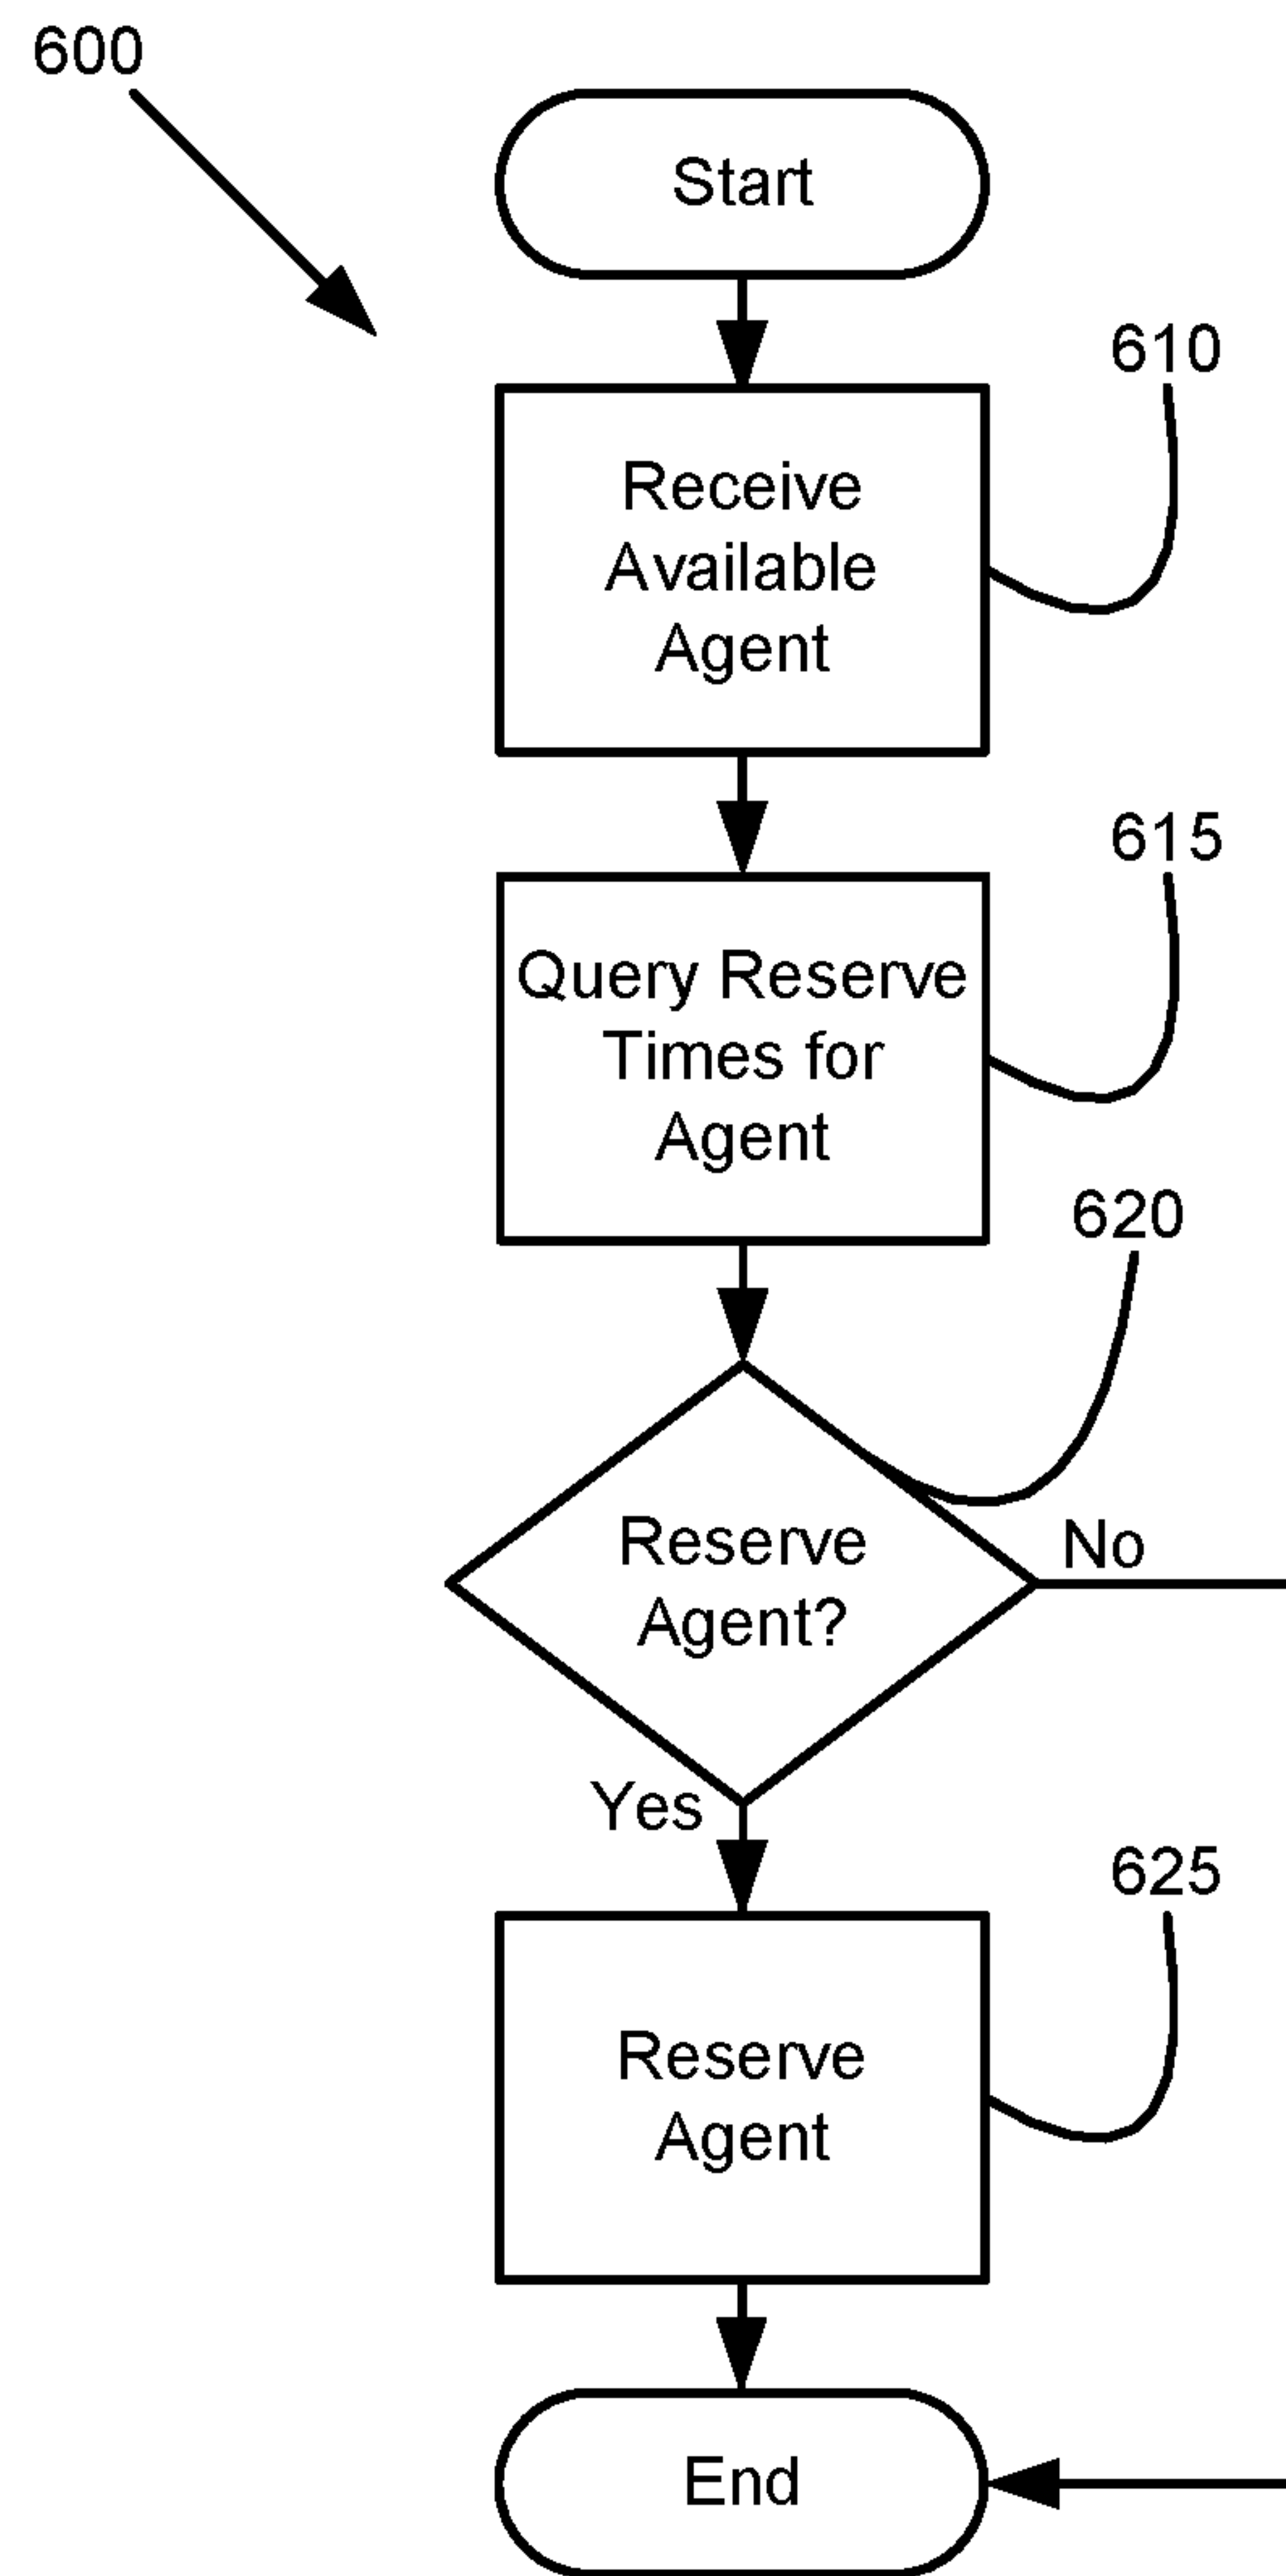 600
Start
610
Receive
Available
Agent
615
Query Reserve
Times for
Agent
620
Reserve
Agent?
No
Yes
625
Reserve
Agent
End